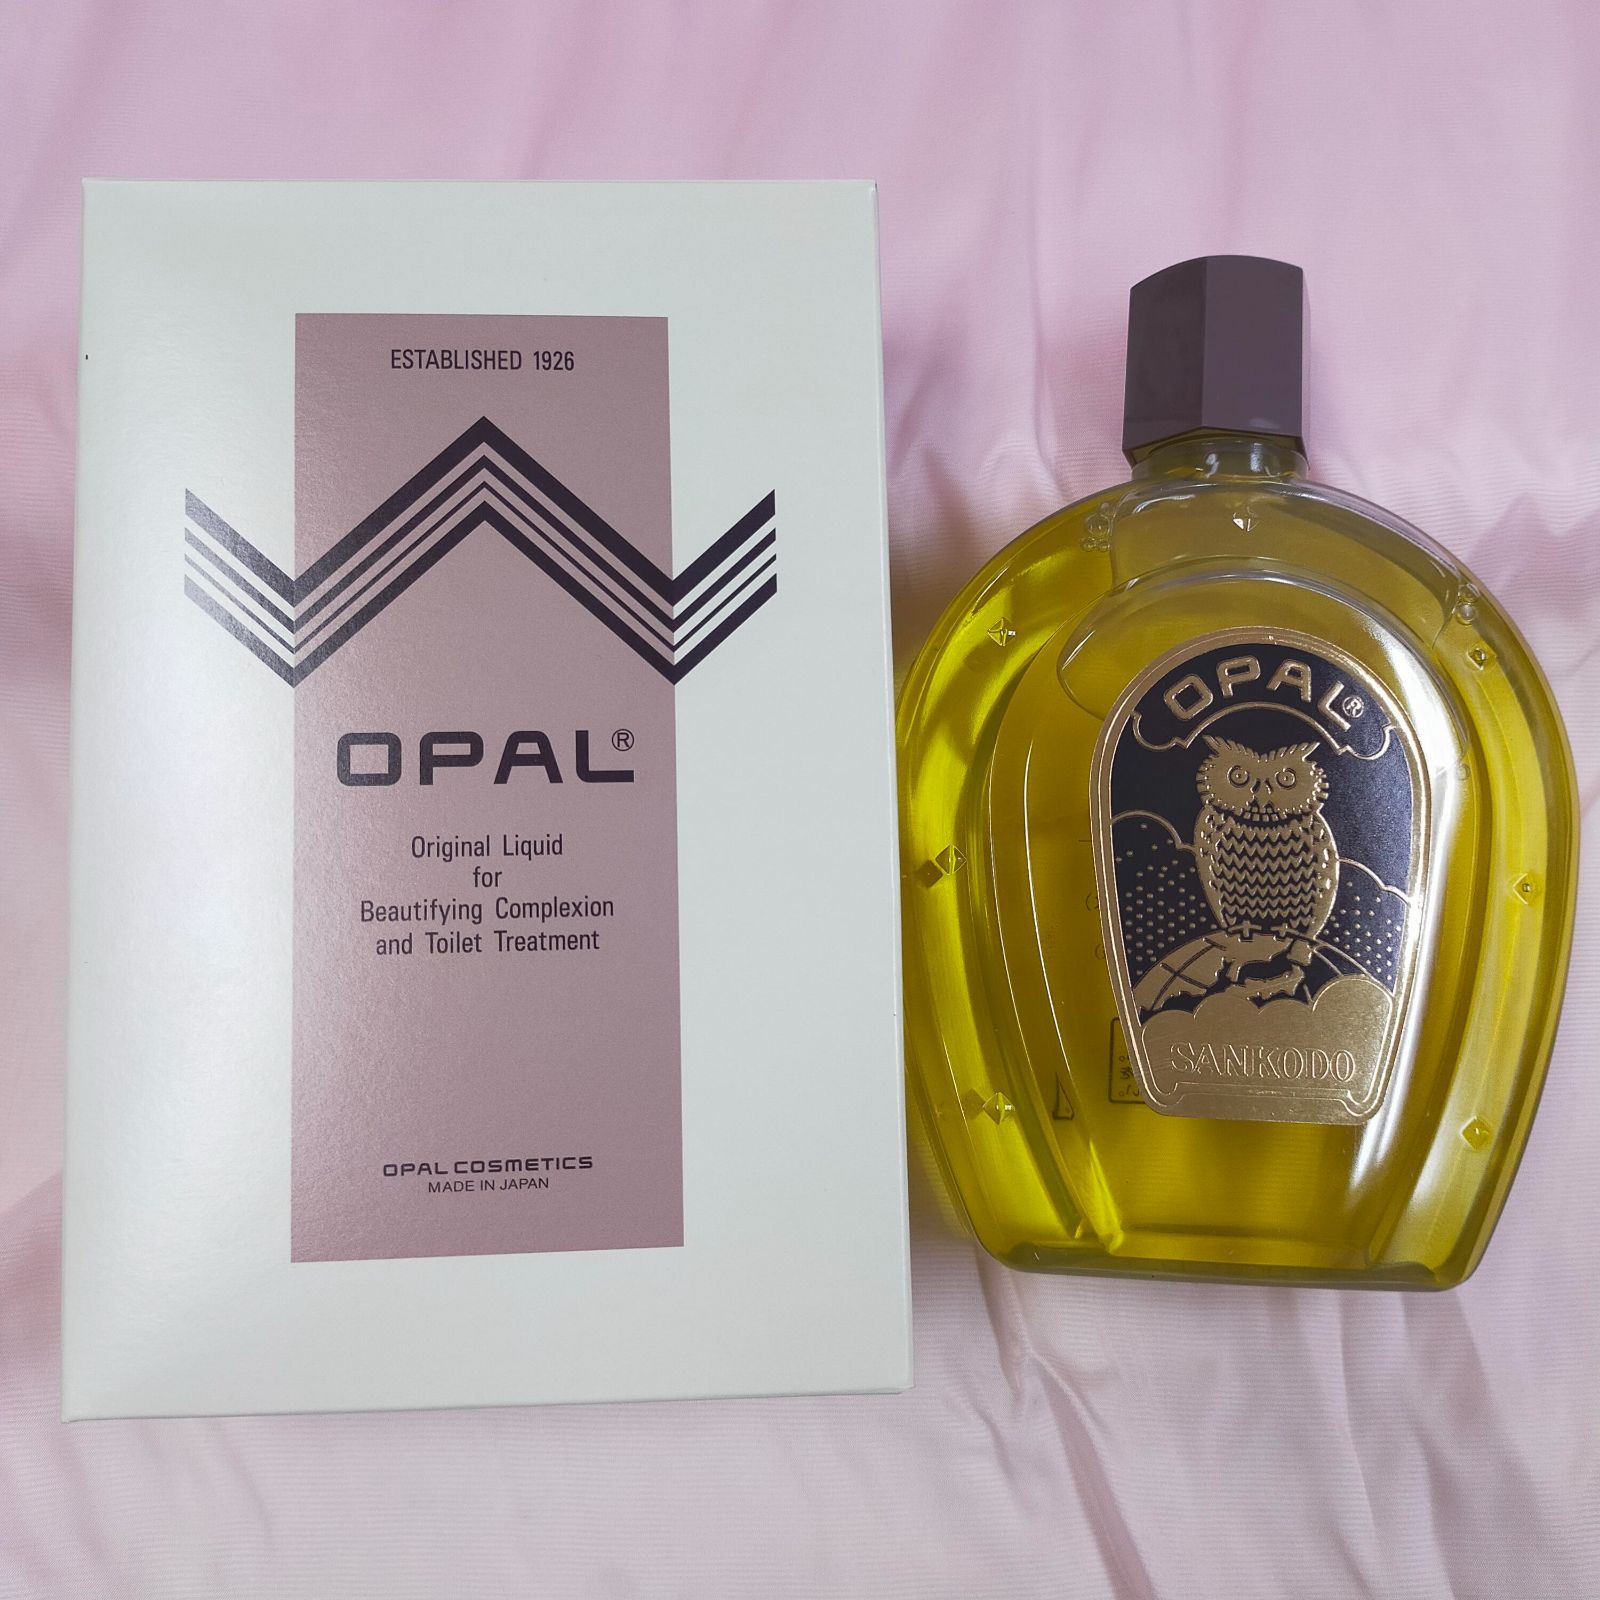 ESTABLISHED 1926
OPAL®
Original Liquid
for
Beautifying Complexion
and Toilet Treatment
OPAL COSMETICS
MADE IN JAPAN
OPAL®
SANKODO